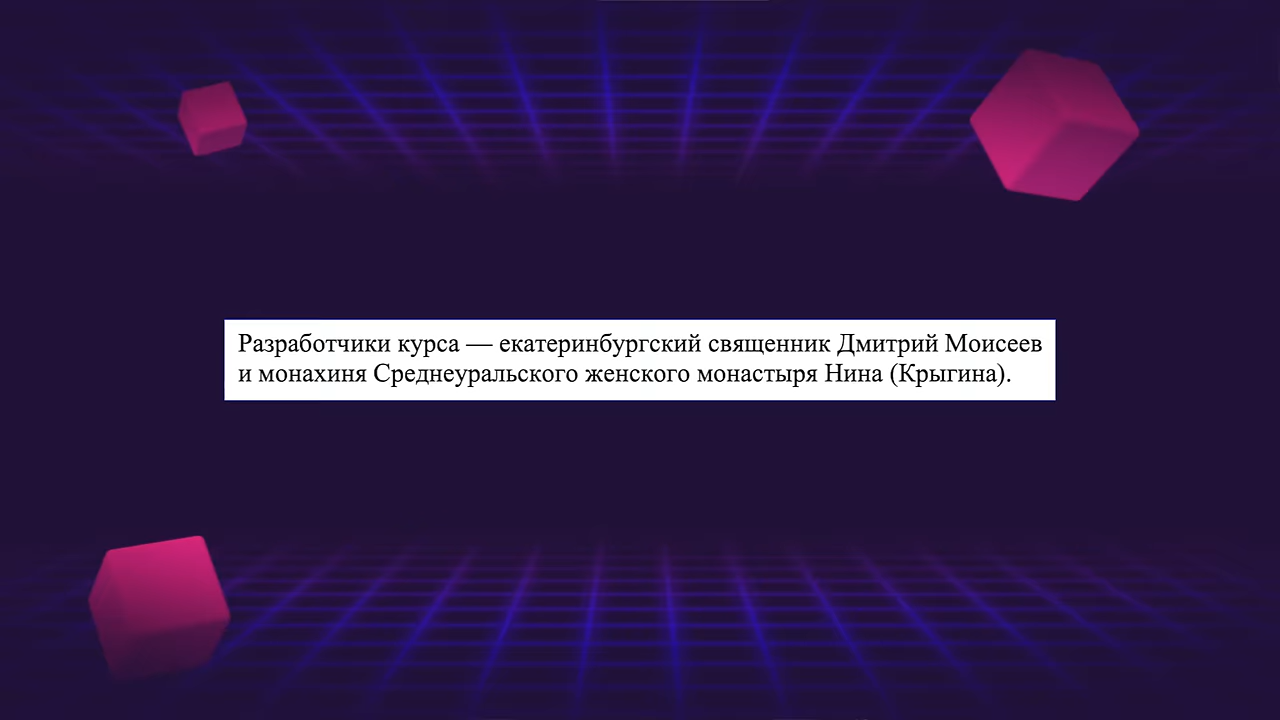 Разработчики курса — екатеринбургский священник Дмитрий Моисеев
и монахиня Среднеуральского женского монастыря Нина (Крыгина).